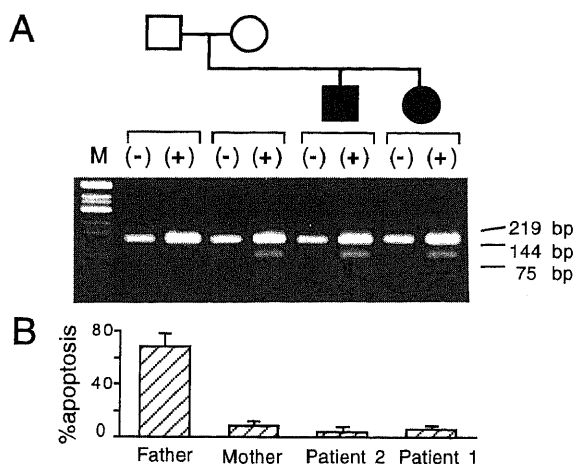 A
M (-) (+) (-) (+) (-) (+) (-) (+)
219 bp
144 bp
75 bp
B
%apoptosis
80
40
0
Father Mother Patient 2 Patient 1